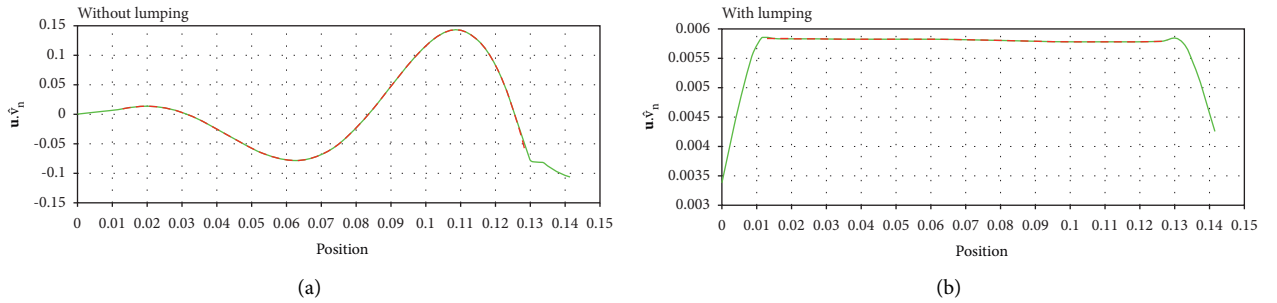 Without lumping
0.15
0.1
0.05
0
-0.05
-0.1
-0.15
u.v̂n
0 0.01 0.02 0.03 0.04 0.05 0.06 0.07 0.08 0.09 0.1 0.11 0.12 0.13 0.14 0.15
Position
(a)
With lumping
0.006
0.0055
0.005
0.0045
0.004
0.0035
0.003
u.v̂n
0 0.01 0.02 0.03 0.04 0.05 0.06 0.07 0.08 0.09 0.10 0.11 0.12 0.13 0.14 0.15
Position
(b)